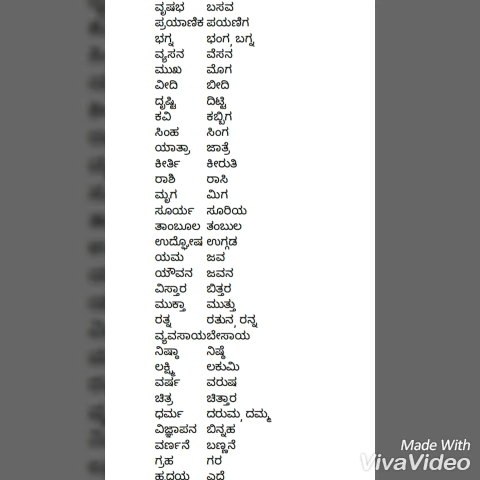 ವೃಷಭ ಬಸವ
ಪ್ರಯಾಣಿಕ ಪಯಣಿಗ
ಭಗ್ನ ಭಂಗ, ಬಗ್ನ
ವ್ಯಸನ ವೆಸನ
ಮುಖ ಮೊಗ
ವೀದಿ ಬೀದಿ
ದೃಷ್ಟಿ ದಿಟ್ಟಿ
ಕವಿ ಕಬ್ಬಿಗ
ಸಿಂಹ ಸಿಂಗ
ಯಾತ್ರಾ ಜಾತ್ರೆ
ಕೀರ್ತಿ ಕೀರುತಿ
ರಾಶಿ ರಾಸಿ
ಮೃಗ ಮಿಗ
ಸೂರ್ಯ ಸೂರಿಯ
ತಾಂಬೂಲ ತಂಬುಲ
ಉದ್ಘೋಷ ಉಗ್ಗಡ
ಯಮ ಜವ
ಯೌವನ ಜವನ
ವಿಸ್ತಾರ ಬಿತ್ತರ
ಮುಕ್ತಾ ಮುತ್ತು
ರತ್ನ ರತುನ, ರನ್ನ
ವ್ಯವಸಾಯ ಬೇಸಾಯ
ನಿಷ್ಠಾ ನಿಷ್ಠೆ
ಲಕ್ಷ್ಮಿ ಲಕುಮಿ
ವರ್ಷ ವರುಷ
ಚಿತ್ರ ಚಿತ್ತಾರ
ಧರ್ಮ ದರುಮ, ದಮ್ಮ
ವಿಜ್ಞಾಪನ ಬಿನ್ನಹ
ವರ್ಣನೆ ಬಣ್ಣನೆ
ಗ್ರಹ ಗರ
ಹೃದಯ ಎದೆ
Made With
VivaVideo